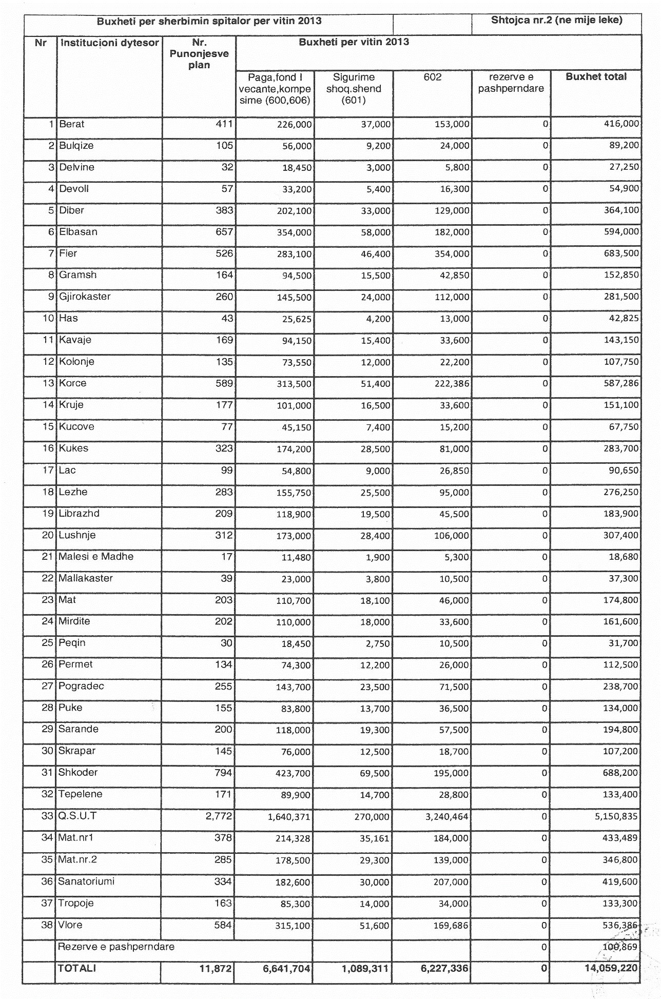 Buxheti per sherbimin spitalor per vitin 2013 Shtojca nr.2 (ne mije leke)
Nr Institucioni dytesor Nr. Buxheti per vitin 2013
Punonjesve
plan
Paga,fond I Sigurime 602 rezerve e Buxhet total
vecante,kompe shoq.shend pashperndare
sime (600,606) (601)
1 Berat 411 226,000 37,000 153,000 0 416,000
2 Bulqize 105 56,000 9,200 24,000 0 89,200
3 Delvine 32 18,450 3,000 5,800 0 27,250
4 Devoll 57 33,200 5,400 16,300 0 54,900
5 Diber 383 202,100 33,000 129,000 0 364,100
6 Elbasan 657 354,000 58,000 182,000 0 594,000
7 Fier 526 283,100 46,400 354,000 0 683,500
8 Gramsh 164 94,500 15,500 42,850 0 152,850
9 Gjirokaster 260 145,500 24,000 112,000 0 281,500
10 Has 43 25,625 4,200 13,000 0 42,825
11 Kavaje 169 94,150 15,400 33,600 0 143,150
12 Kolonje 135 73,550 12,000 22,200 0 107,750
13 Korce 589 313,500 51,400 222,386 0 587,286
14 Kruje 177 101,000 16,500 33,600 0 151,100
15 Kucove 77 45,150 7,400 15,200 0 67,750
16 Kukes 323 174,200 28,500 81,000 0 283,700
17 Lac 99 54,800 9,000 26,850 0 90,650
18 Lezhe 283 155,750 25,500 95,000 0 276,250
19 Librazhd 209 118,900 19,500 45,500 0 183,900
20 Lushnje 312 173,000 28,400 106,000 0 307,400
21 Malesi e Madhe 17 11,480 1,900 5,300 0 18,680
22 Mallakaster 39 23,000 3,800 10,500 0 37,300
23 Mat 203 110,700 18,100 46,000 0 174,800
24 Mirdite 202 110,000 18,000 33,600 0 161,600
25 Peqin 30 18,450 2,750 10,500 0 31,700
26 Permet 134 74,300 12,200 26,000 0 112,500
27 Pogradec 255 143,700 23,500 71,500 0 238,700
28 Puke 155 83,800 13,700 36,500 0 134,000
29 Sarande 200 118,000 19,300 57,500 0 194,800
30 Skrapar 145 76,000 12,500 18,700 0 107,200
31 Shkoder 794 423,700 69,500 195,000 0 688,200
32 Tepelene 171 89,900 14,700 28,800 0 133,400
33 Q.S.U.T 2,772 1,640,371 270,000 3,240,464 0 5,150,835
34 Mat.nr1 378 214,328 35,161 184,000 0 433,489
35 Mat.nr.2 285 178,500 29,300 139,000 0 346,800
36 Sanatoriumi 334 182,600 30,000 207,000 0 419,600
37 Tropoje 163 85,300 14,000 34,000 0 133,300
38 Vlore 584 315,100 51,600 169,686 0 536,386
Rezerve e pashperndare 0 100,869
TOTALI 11,872 6,641,704 1,089,311 6,227,336 0 14,059,220